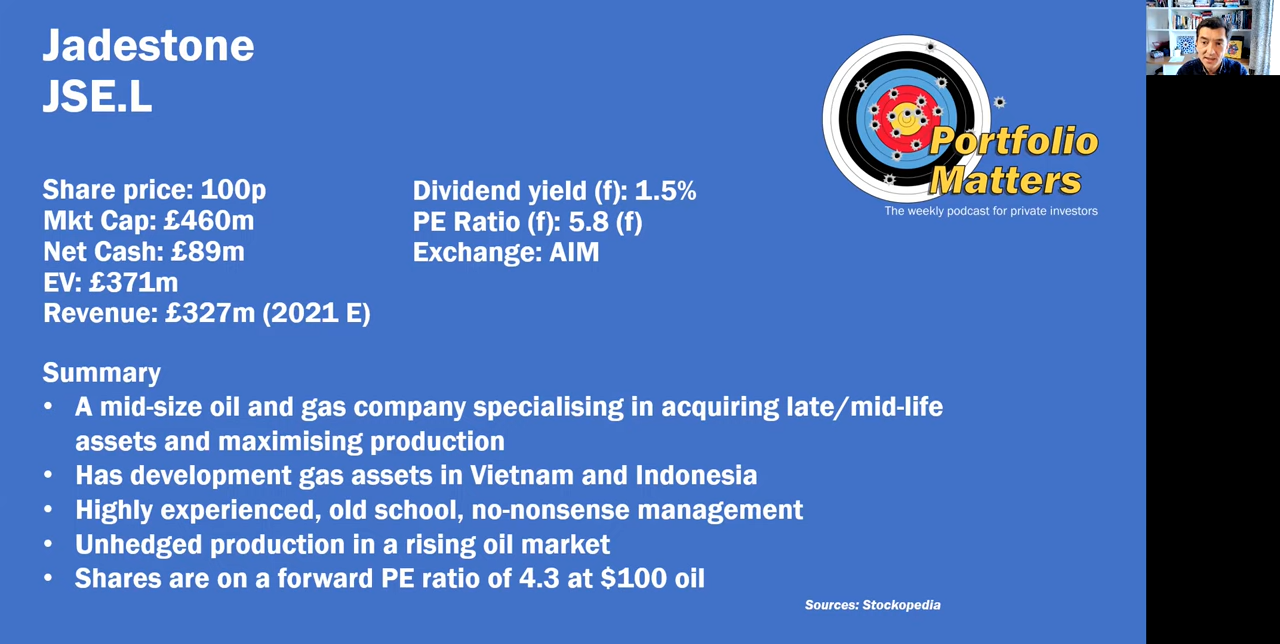 Jadestone
JSE.L
Portfolio
Matters
The weekly podcast for private investors
Share price: 100p
Mkt Cap: £460m
Net Cash: £89m
EV: £371m
Revenue: £327m (2021 E)
Dividend yield (f): 1.5%
PE Ratio (f): 5.8 (f)
Exchange: AIM
Summary
• A mid-size oil and gas company specialising in acquiring late/mid-life
assets and maximising production
• Has development gas assets in Vietnam and Indonesia
• Highly experienced, old school, no-nonsense management
• Unhedged production in a rising oil market
• Shares are on a forward PE ratio of 4.3 at $100 oil
Sources: Stockopedia